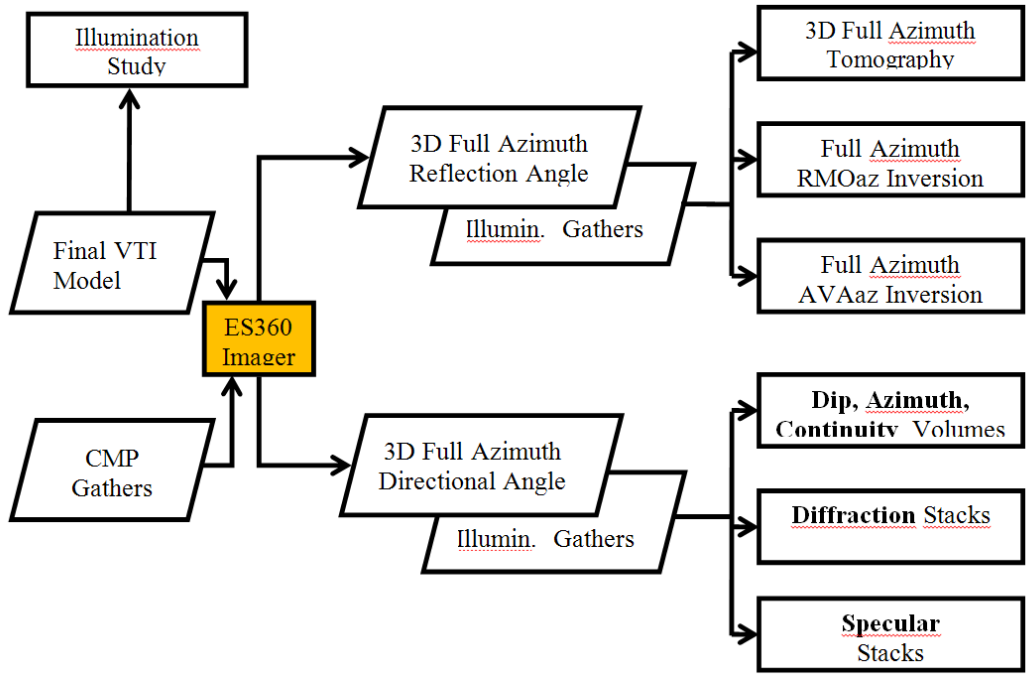 Illumination
Study
Final VTI
Model
ES360
Imager
CMP
Gathers
3D Full Azimuth
Reflection Angle
Illumin. Gathers
3D Full Azimuth
Directional Angle
Illumin. Gathers
3D Full Azimuth
Tomography
Full Azimuth
RMOaz Inversion
Full Azimuth
AVAaz Inversion
Dip, Azimuth,
Continuity Volumes
Diffraction Stacks
Specular
Stacks